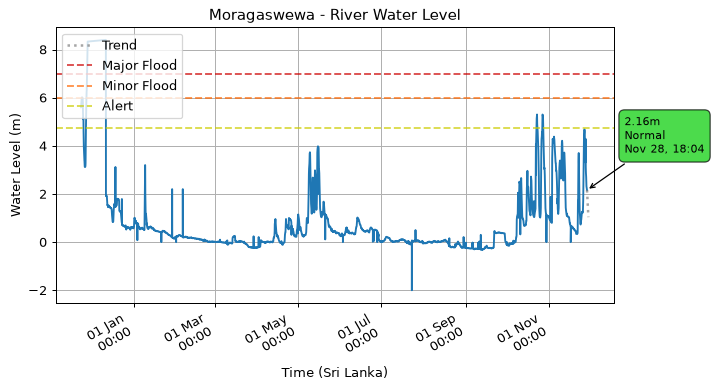 Moragaswewa - River Water Level
Trend
Major Flood
Minor Flood
Alert
2.16m
Normal
Nov 28, 18:04
Water Level (m)
8
6
4
2
0
−2
01 Jan
00:00
01 Mar
00:00
01 May
00:00
01 Jul
00:00
01 Sep
00:00
01 Nov
00:00
Time (Sri Lanka)